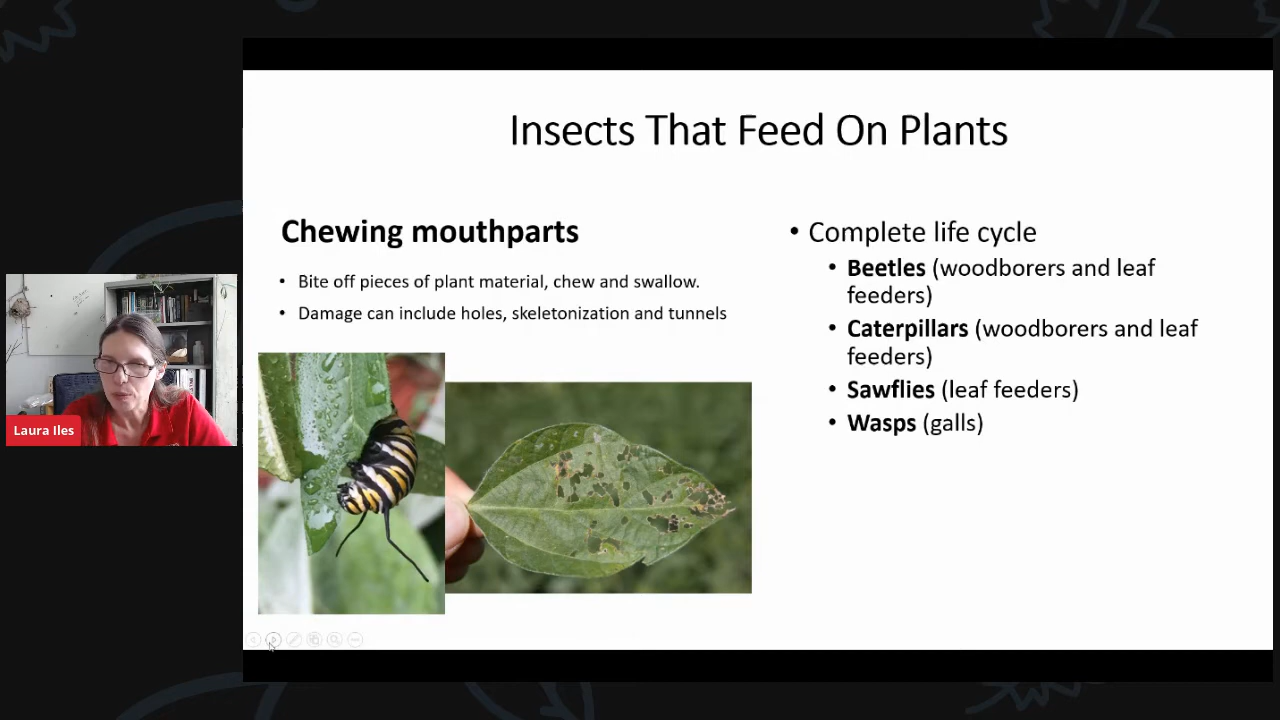 Insects That Feed On Plants
Chewing mouthparts
• Bite off pieces of plant material, chew and swallow.
• Damage can include holes, skeletonization and tunnels
• Complete life cycle
• Beetles (woodborers and leaf
feeders)
• Caterpillars (woodborers and leaf
feeders)
• Sawflies (leaf feeders)
• Wasps (galls)
Laura Iles